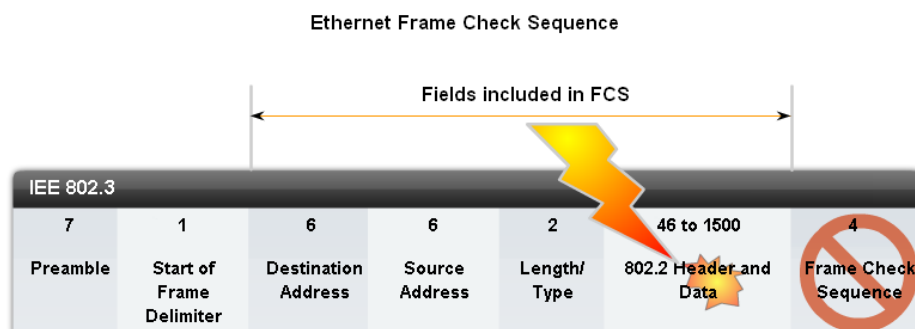 Ethernet Frame Check Sequence
Fields included in FCS
IEE 802.3
7 1 6 6 2 46 to 1500 4
Preamble Start of Destination Source Length/ 802.2 Header and Frame Check
Frame Address Address Type Data Sequence
Delimiter